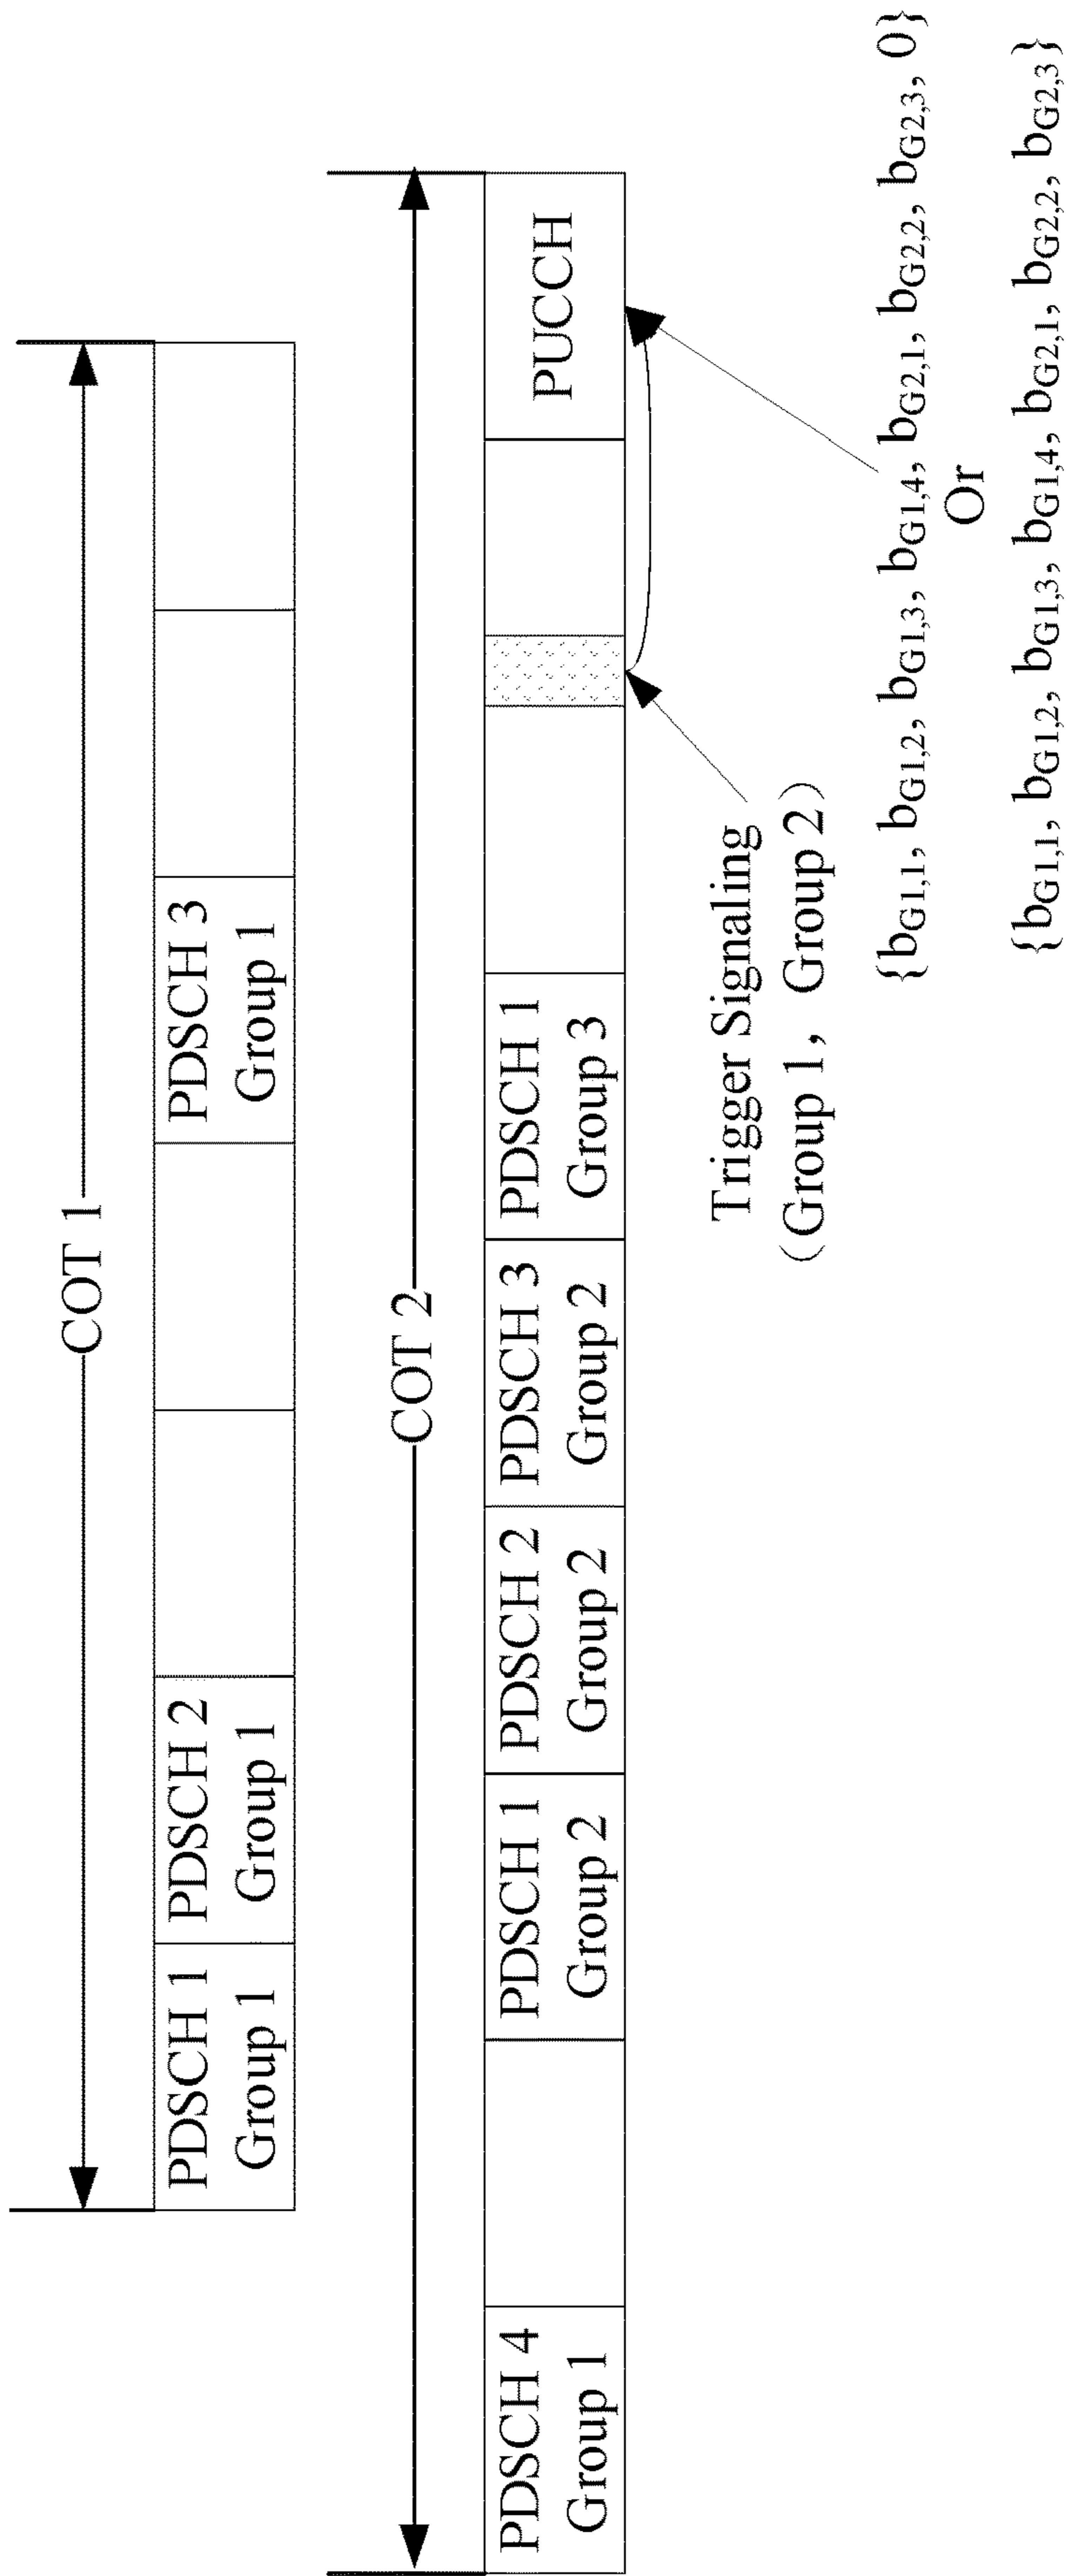 COT 1
PDSCH 1
Group 1
PDSCH 2
Group 1
PDSCH 3
Group 1
COT 2
PDSCH 4
Group 1
PDSCH 1
Group 2
PDSCH 2
Group 2
PDSCH 3
Group 2
PDSCH 1
Group 3
PUCCH
Trigger Signaling
(Group 1, Group 2)
{bG1,1, bG1,2, bG1,3, bG1,4, bG2,1, bG2,2, bG2,3, 0}
Or
{bG1,1, bG1,2, bG1,3, bG1,4, bG2,1, bG2,2, bG2,3}